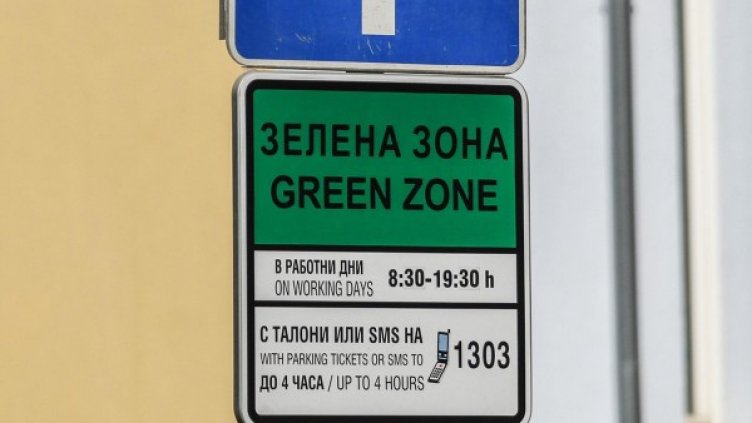 ЗЕЛЕНА ЗОНА
GREEN ZONE
В РАБОТНИ ДНИ
ON WORKING DAYS
8:30-19:30 h
С ТАЛОНИ ИЛИ SMS НА
WITH PARKING TICKETS OR SMS TO
1303
ДО 4 ЧАСА / UP TO 4 HOURS